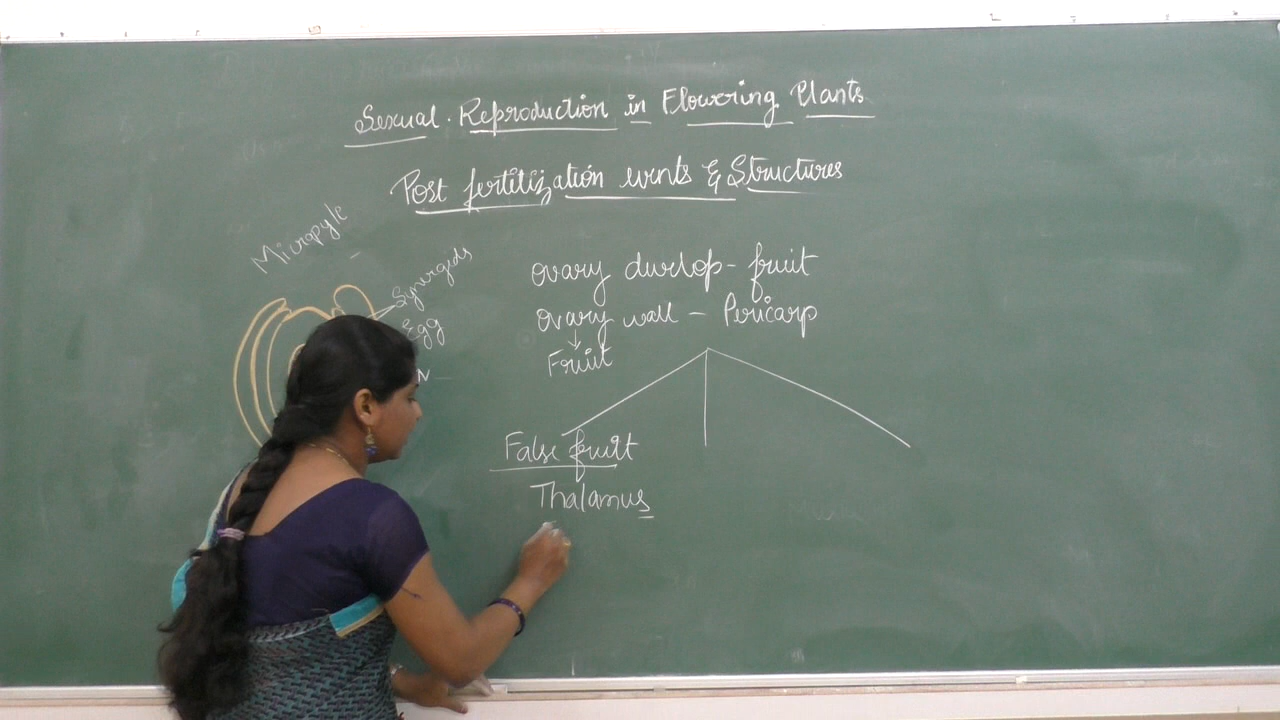 Sexual Reproduction in Flowering Plants
Post fertilization events & Structures
Micropyle
Synergids
Egg
ovary develop - fruit
ovary wall - Pericarp
Fruit
False fruit
Thalamus